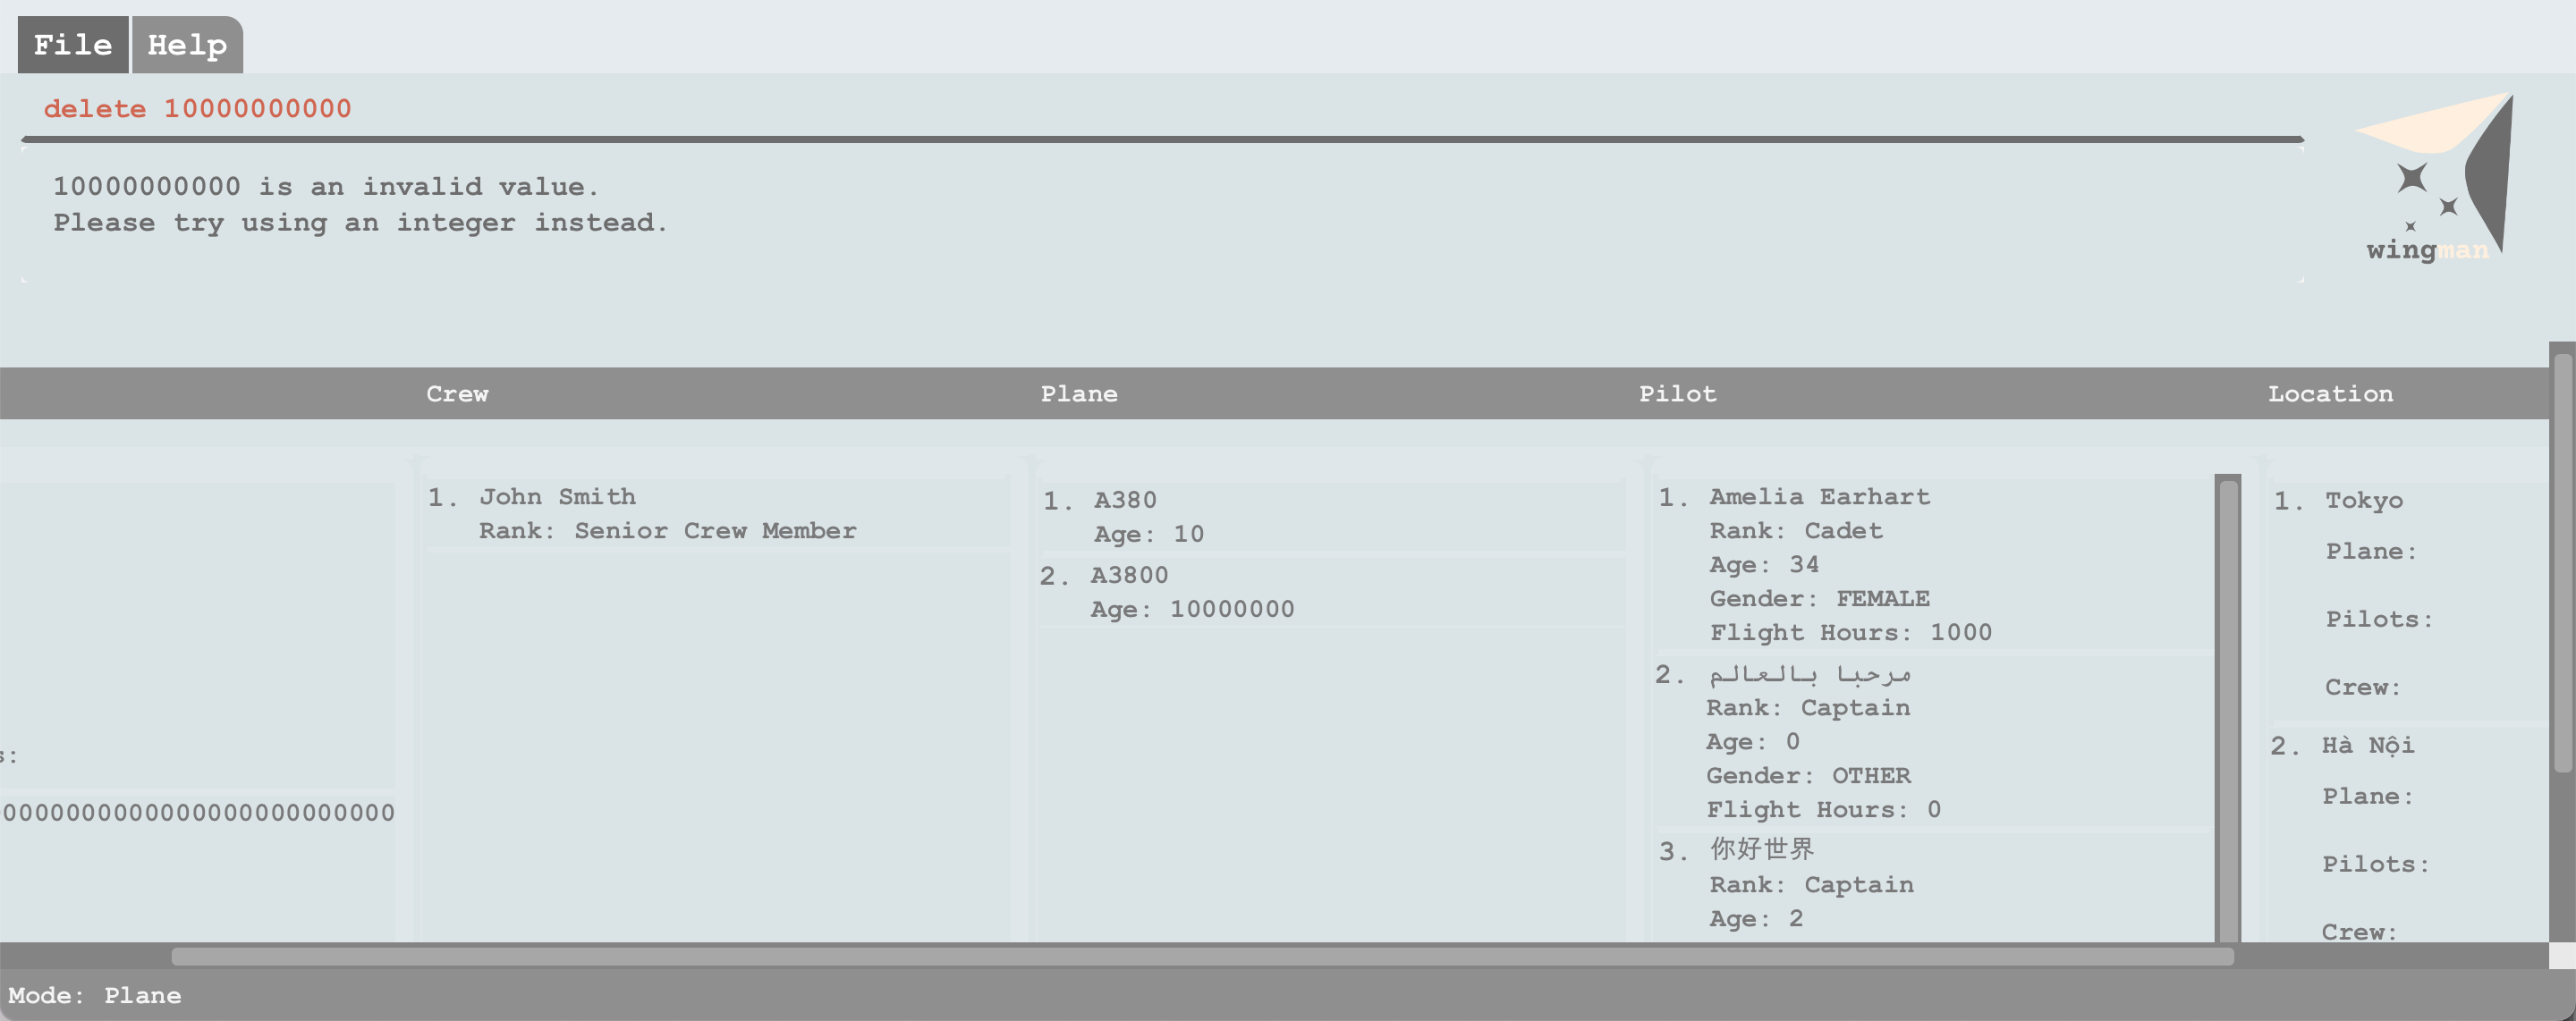 File Help
delete 10000000000
10000000000 is an invalid value.
Please try using an integer instead.
wingman
Crew Plane Pilot Location
s:
1. John Smith
Rank: Senior Crew Member
1. A380
Age: 10
2. A3800
Age: 10000000
1. Amelia Earhart
Rank: Cadet
Age: 34
Gender: FEMALE
Flight Hours: 1000
2. مرحبا بالعالم
Rank: Captain
Age: 0
Gender: OTHER
Flight Hours: 0
3. 你好世界
Rank: Captain
Age: 2
1. Tokyo
Plane:
Pilots:
Crew:
2. Hà Nội
Plane:
Pilots:
Crew:
Mode: Plane